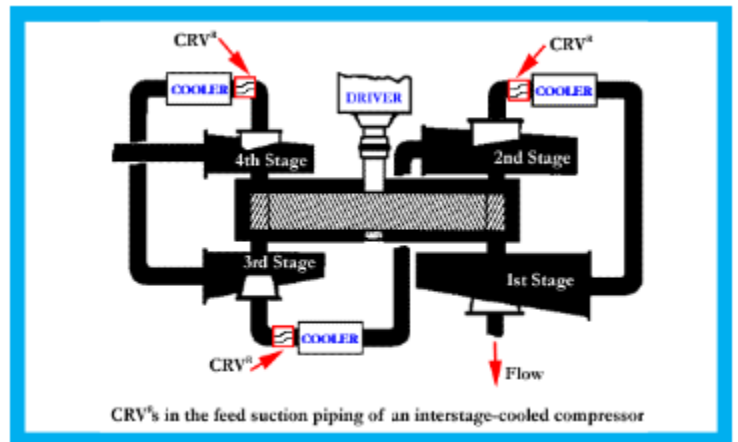 CRV® CRV®
COOLER DRIVER COOLER
4th Stage 2nd Stage
3rd Stage 1st Stage
COOLER
CRV®
Flow
CRV®s in the feed suction piping of an interstage-cooled compressor